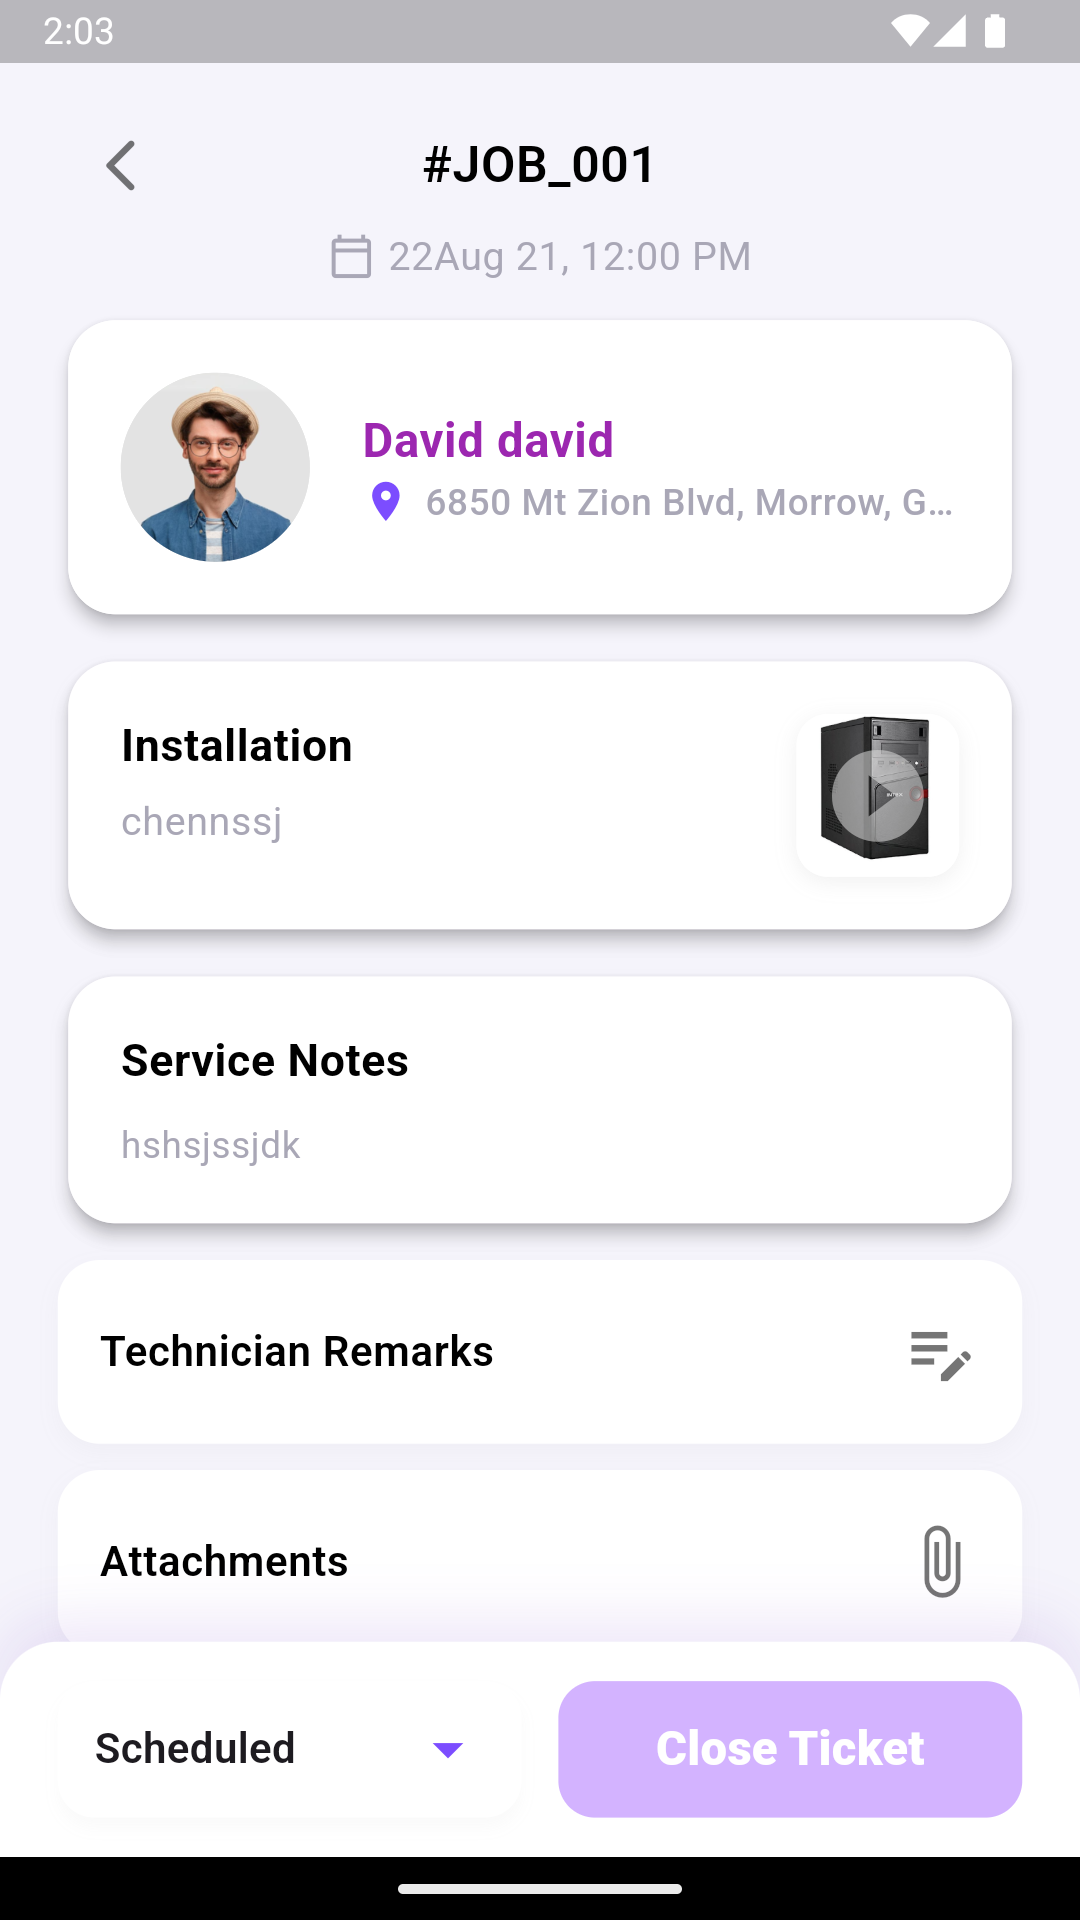 2:03
#JOB_001
22Aug 21, 12:00 PM
David david
6850 Mt Zion Blvd, Morrow, G...
Installation
chennssj
Service Notes
hshsjssjdk
Technician Remarks
Attachments
Scheduled
Close Ticket